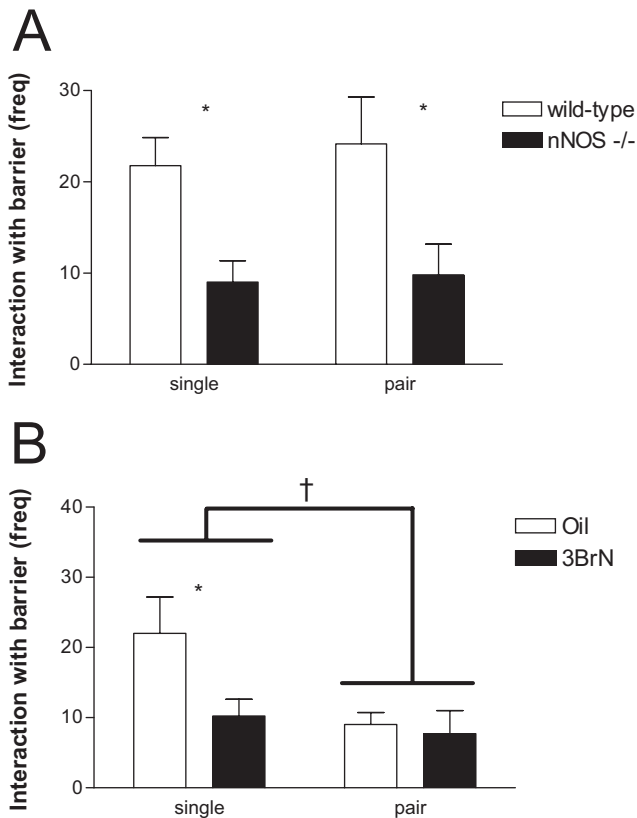 A
Interaction with barrier (freq)
30
20
10
0
*
*
single
pair
wild-type
nNOS -/-
B
Interaction with barrier (freq)
40
30
20
10
0
†
*
single
pair
Oil
3BrN